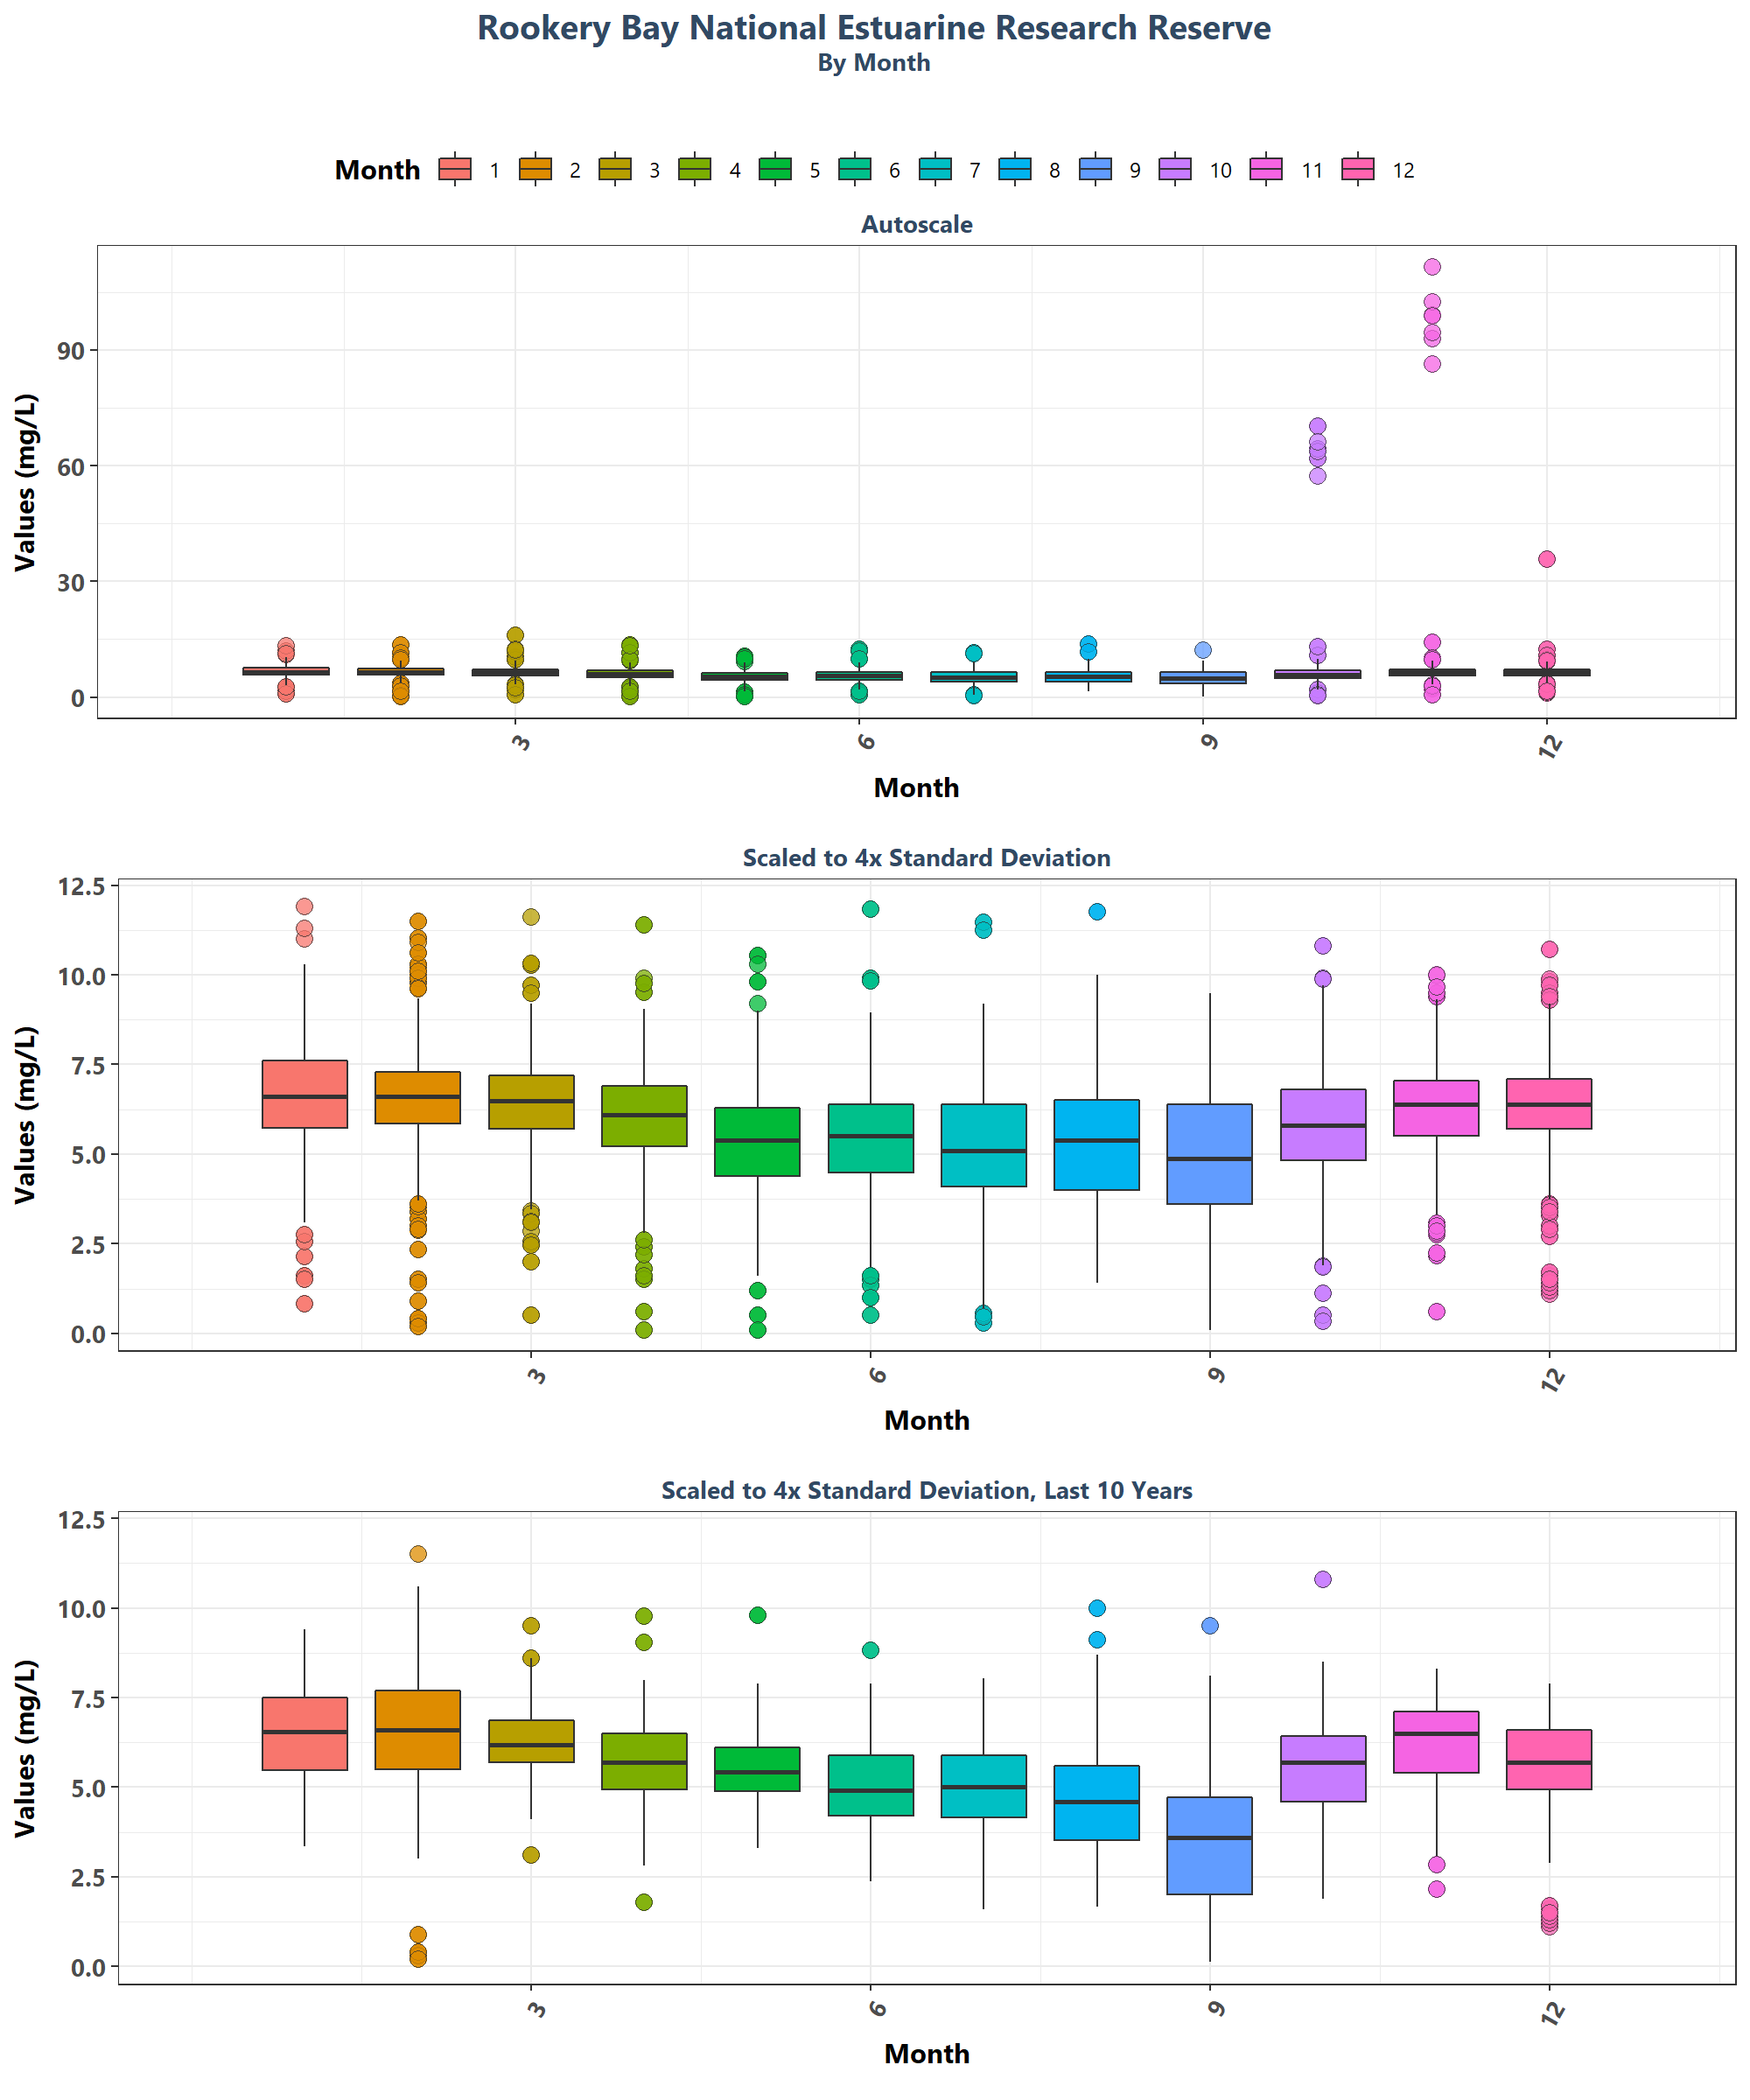 Rookery Bay National Estuarine Research Reserve
By Month
Month 1 2 3 4 5 6 7 8 9 10 11 12
Autoscale
Values (mg/L)
90
60
30
0
3 6 9 12
Month
Scaled to 4x Standard Deviation
Values (mg/L)
12.5
10.0
7.5
5.0
2.5
0.0
3 6 9 12
Month
Scaled to 4x Standard Deviation, Last 10 Years
Values (mg/L)
12.5
10.0
7.5
5.0
2.5
0.0
3 6 9 12
Month